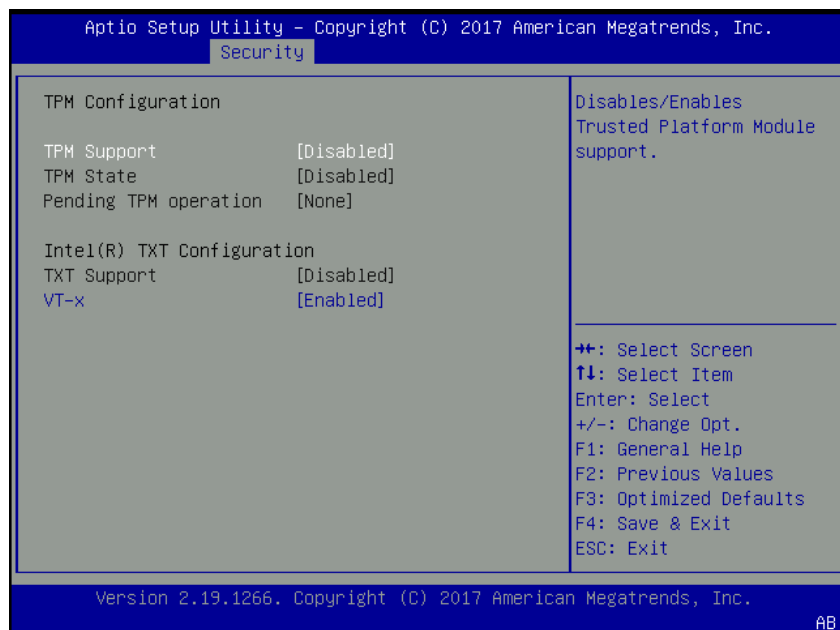 Aptio Setup Utility – Copyright (C) 2017 American Megatrends, Inc.
Security
TPM Configuration
TPM Support [Disabled]
TPM State [Disabled]
Pending TPM operation [None]
Intel(R) TXT Configuration
TXT Support [Disabled]
VT-x [Enabled]
Disables/Enables
Trusted Platform Module
support.
→←: Select Screen
↑↓: Select Item
Enter: Select
+/-: Change Opt.
F1: General Help
F2: Previous Values
F3: Optimized Defaults
F4: Save & Exit
ESC: Exit
Version 2.19.1266. Copyright (C) 2017 American Megatrends, Inc.
AB